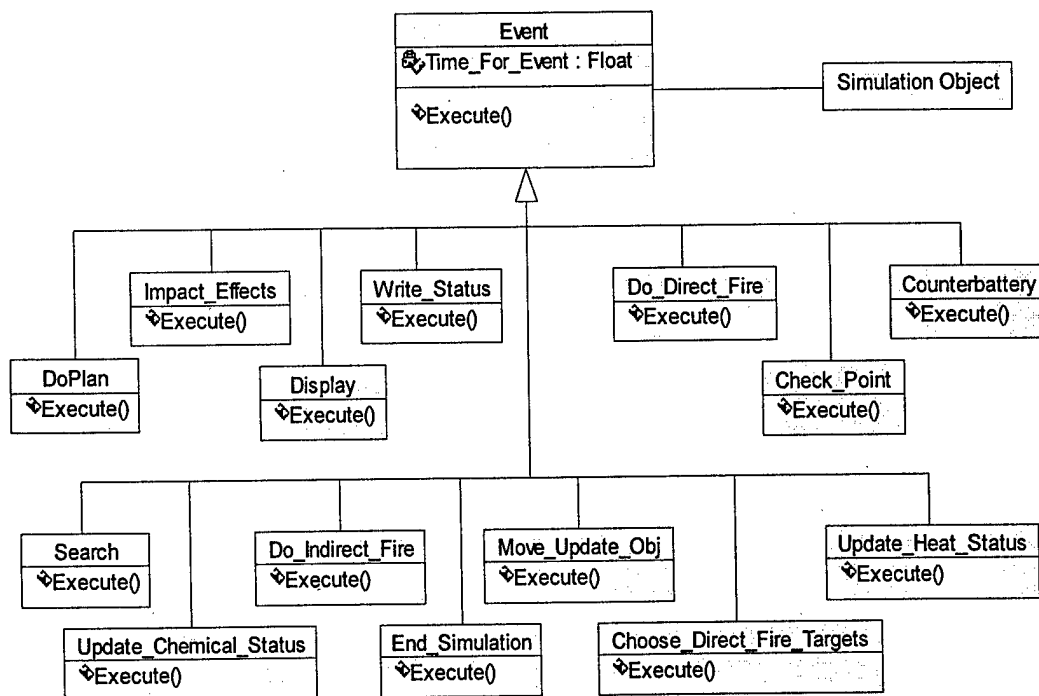 Event
Time_For_Event : Float
Execute()
Simulation Object
Impact_Effects
Execute()
Write_Status
Execute()
Do_Direct_Fire
Execute()
Counterbattery
Execute()
DoPlan
Execute()
Display
Execute()
Check_Point
Execute()
Search
Execute()
Do_Indirect_Fire
Execute()
Move_Update_Obj
Execute()
Update_Heat_Status
Execute()
Update_Chemical_Status
Execute()
End_Simulation
Execute()
Choose_Direct_Fire_Targets
Execute()